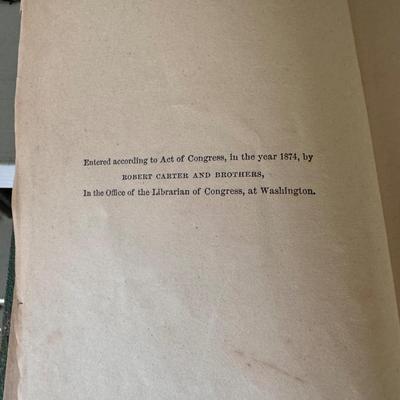 Entered according to Act of Congress, in the year 1874, by
ROBERT CARTER AND BROTHERS,
In the Office of the Librarian of Congress, at Washington.